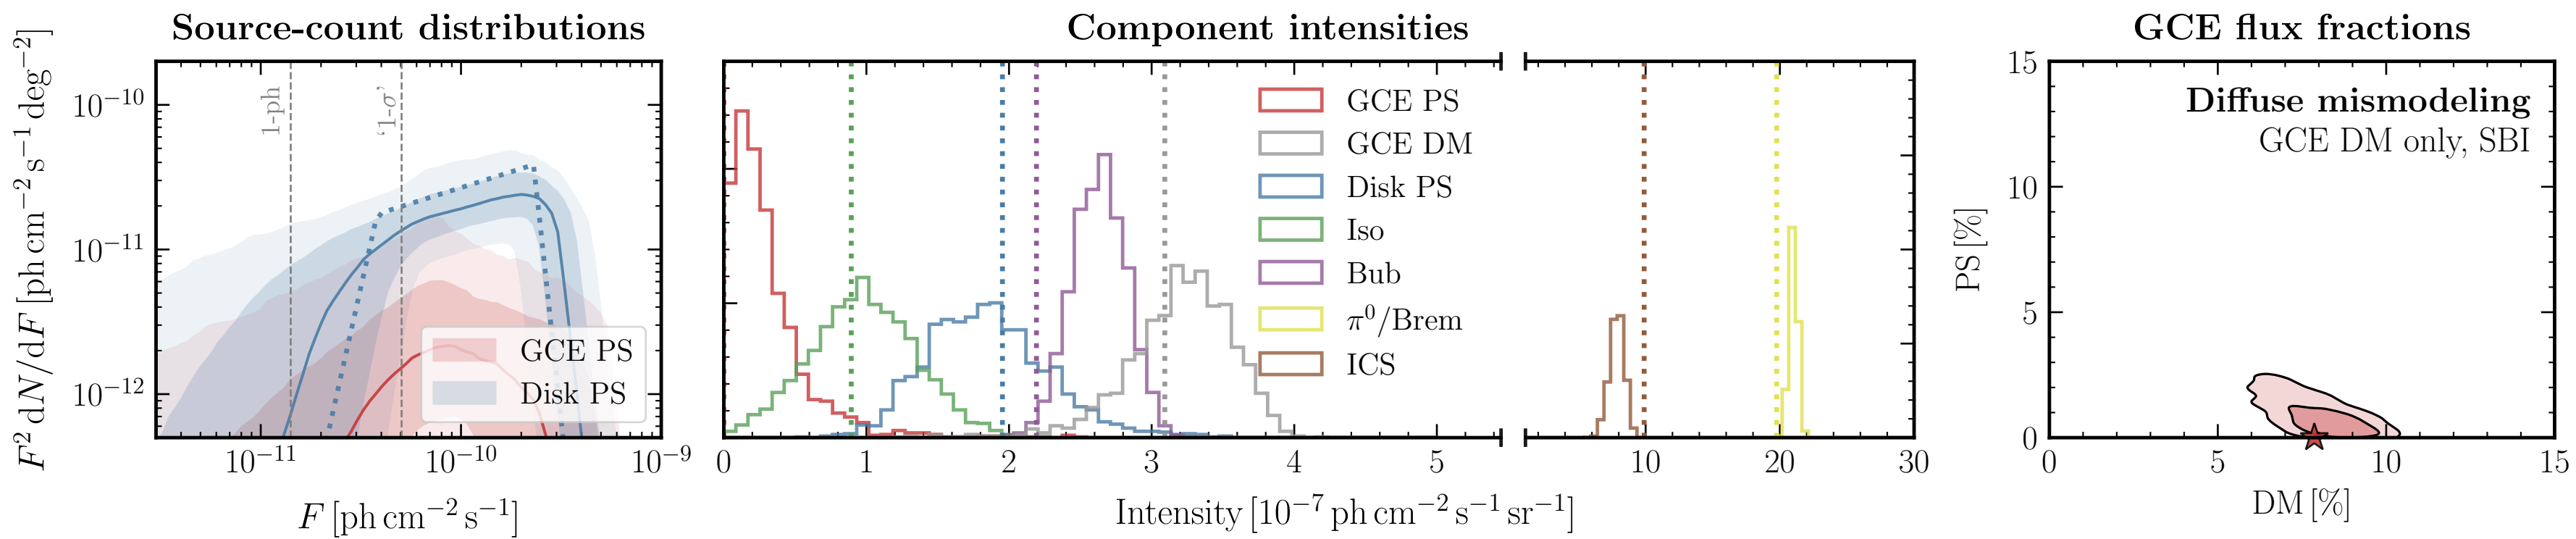 Source-count distributions
F² dN/dF [ph cm⁻² s⁻¹ deg⁻²]
10⁻¹⁰
10⁻¹¹
10⁻¹²
1-ph
‘1-σ’
GCE PS
Disk PS
10⁻¹¹ 10⁻¹⁰ 10⁻⁹
F [ph cm⁻² s⁻¹]
Component intensities
GCE PS
GCE DM
Disk PS
Iso
Bub
π⁰/Brem
ICS
0 1 2 3 4 5 10 20 30
Intensity [10⁻⁷ ph cm⁻² s⁻¹ sr⁻¹]
GCE flux fractions
Diffuse mismodeling
GCE DM only, SBI
PS [%]
15
10
5
0
0 5 10 15
DM [%]